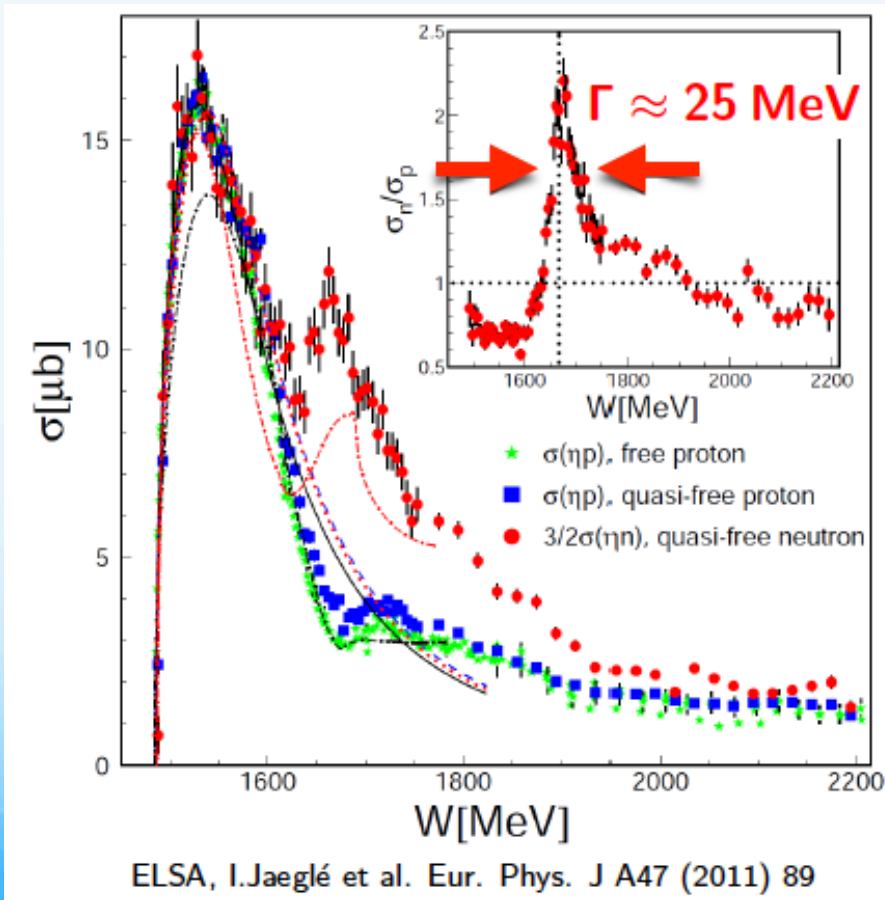 σ[μb]
15
10
5
0
1600
1800
2000
2200
W[MeV]
σn/σp
2.5
2
1.5
1
0.5
1600
1800
2000
2200
W[MeV]
Γ ≈ 25 MeV
σ(ηp), free proton
σ(ηp), quasi-free proton
3/2σ(ηn), quasi-free neutron
ELSA, I.Jaeglé et al. Eur. Phys. J A47 (2011) 89